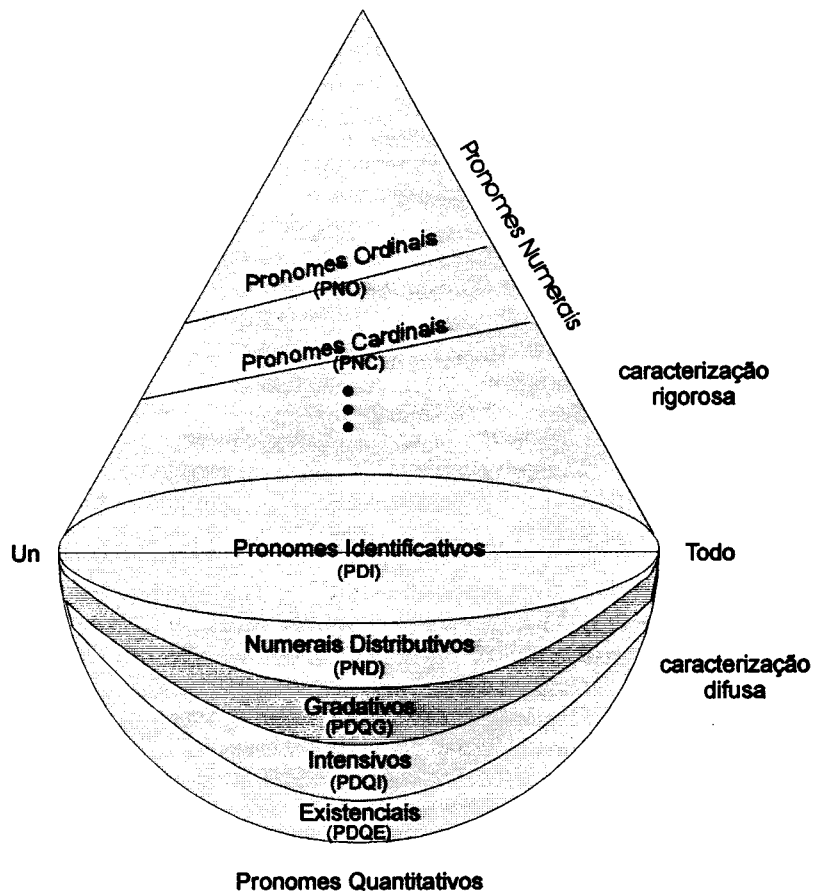 Pronomes Numerais
Pronomes Ordinais
(PNO)
Pronomes Cardinais
(PNC)
caracterização
rigorosa
Un
Pronomes Identificativos
(PDI)
Todo
Numerais Distributivos
(PND)
caracterización
difusa
Gradativos
(PDQG)
Intensivos
(PDQI)
Existenciais
(PDQE)
Pronomes Quantitativos